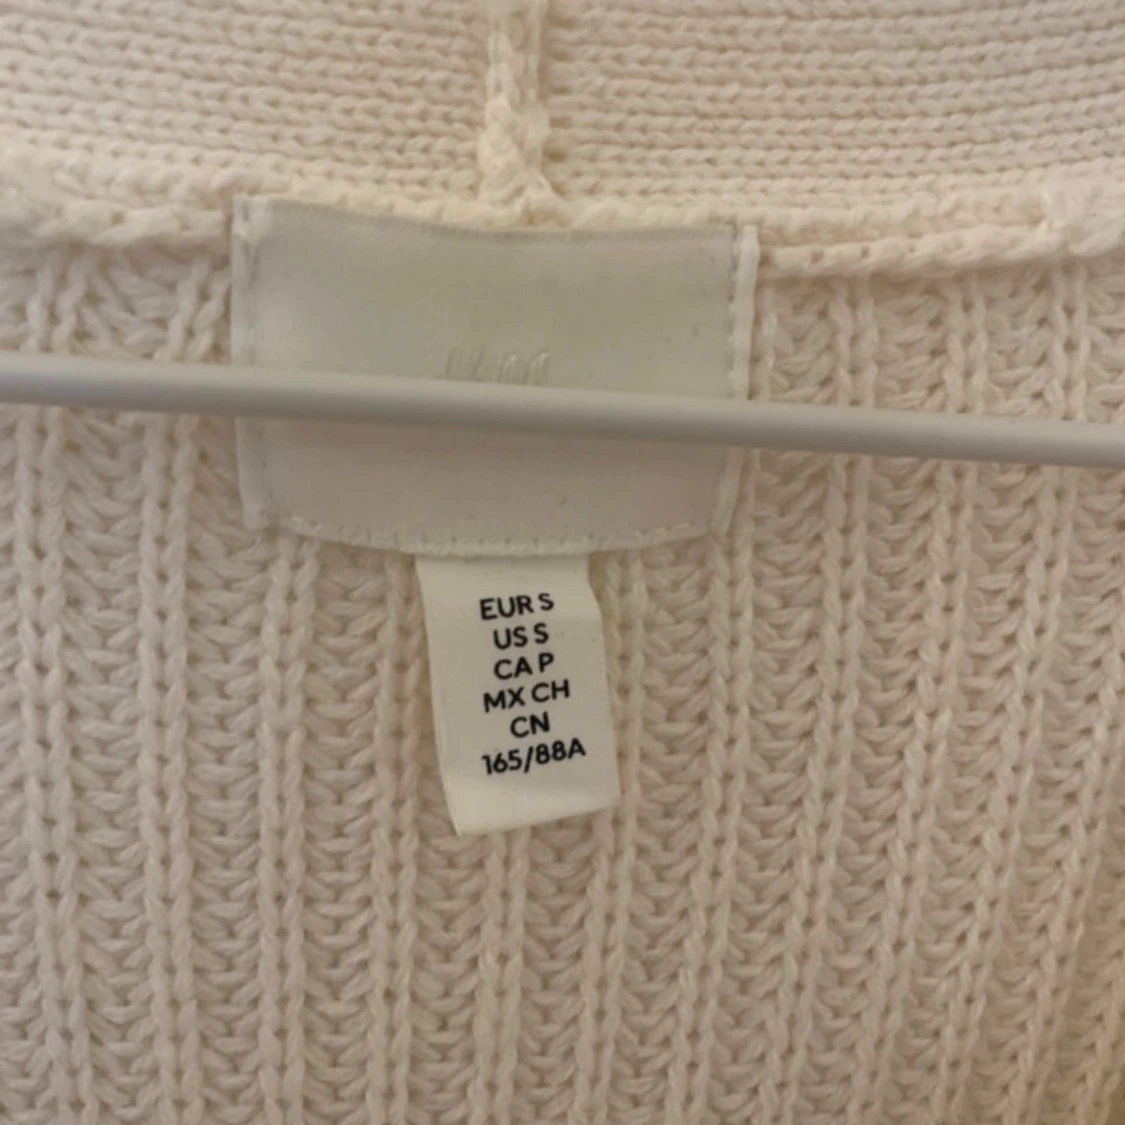 EUR S
US S
CA P
MX CH
CN
165/88A